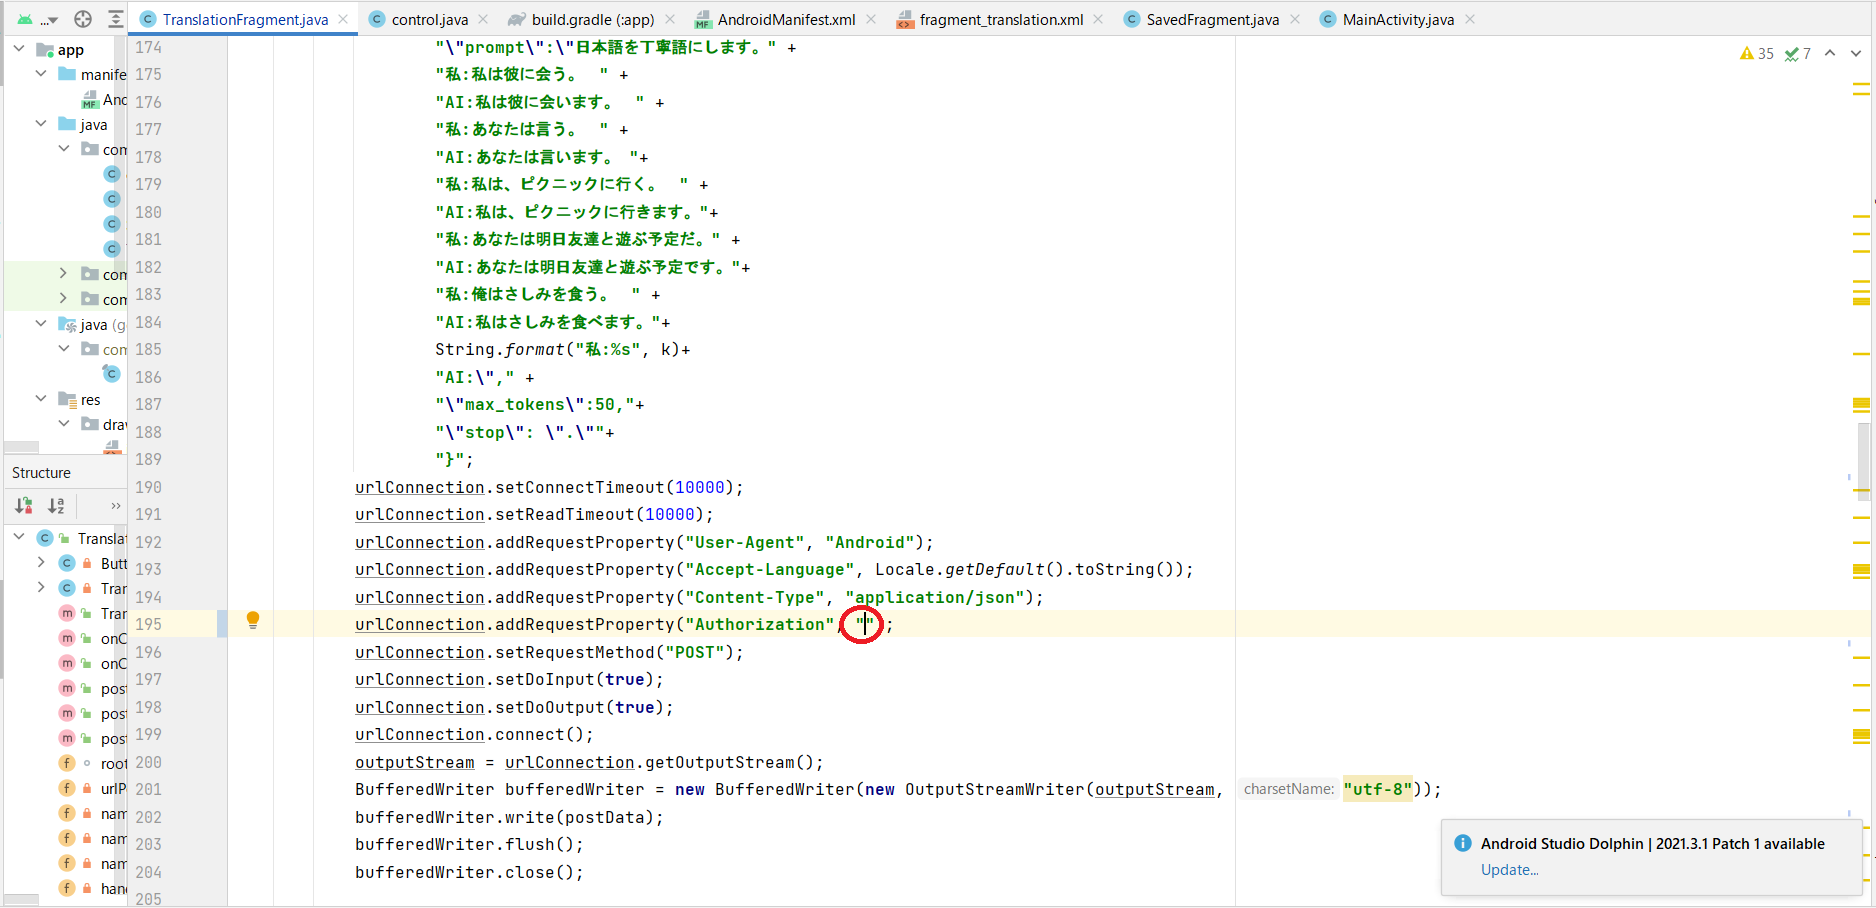 ...
TranslationFragment.java
control.java
build.gradle (:app)
AndroidManifest.xml
fragment_translation.xml
SavedFragment.java
MainActivity.java
app
manife
And
java
com
com
com
java (g
com
res
drav
Structure
Translat
Butt
Tran
Tran
onC
onC
post
post
post
root
urlP
nam
nam
nam
hand
35 7
174 "\"prompt\":\"日本語を丁寧語にします。" +
175 "私:私は彼に会う。 " +
176 "AI:私は彼に会います。 " +
177 "私:あなたは言う。 " +
178 "AI:あなたは言います。 "+
179 "私:私は、ピクニックに行く。 " +
180 "AI:私は、ピクニックに行きます。"+
181 "私:あなたは明日友達と遊ぶ予定だ。" +
182 "AI:あなたは明日友達と遊ぶ予定です。"+
183 "私:俺はさしみを食う。 " +
184 "AI:私はさしみを食べます。"+
185 String.format("私:%s", k)+
186 "AI:\"," +
187 "\"max_tokens\":50,"+
188 "\"stop\": \".\""+
189 "}";
190 urlConnection.setConnectTimeout(10000);
191 urlConnection.setReadTimeout(10000);
192 urlConnection.addRequestProperty("User-Agent", "Android");
193 urlConnection.addRequestProperty("Accept-Language", Locale.getDefault().toString());
194 urlConnection.addRequestProperty("Content-Type", "application/json");
195 urlConnection.addRequestProperty("Authorization", "");
196 urlConnection.setRequestMethod("POST");
197 urlConnection.setDoInput(true);
198 urlConnection.setDoOutput(true);
199 urlConnection.connect();
200 outputStream = urlConnection.getOutputStream();
201 BufferedWriter bufferedWriter = new BufferedWriter(new OutputStreamWriter(outputStream, charsetName: "utf-8"));
202 bufferedWriter.write(postData);
203 bufferedWriter.flush();
204 bufferedWriter.close();
205
Android Studio Dolphin | 2021.3.1 Patch 1 available
Update...